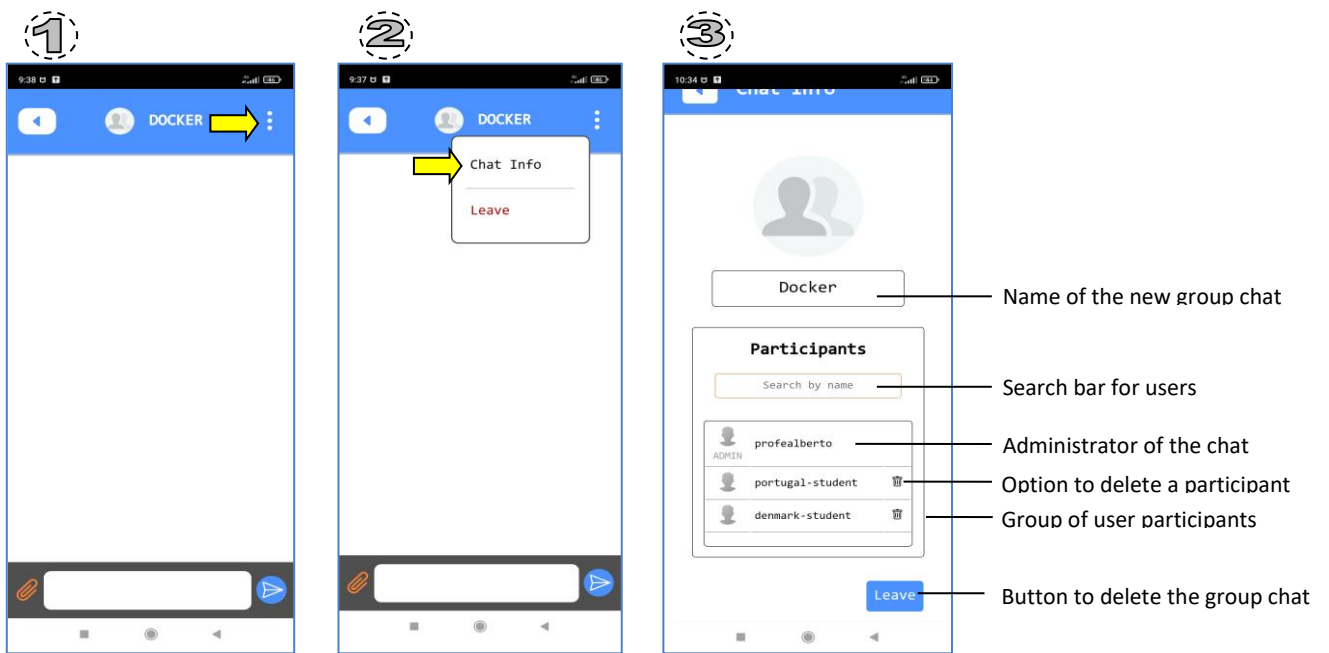 1
2
3
9:38
DOCKER
9:37
DOCKER
Chat Info
Leave
10:34
Chat Info
Docker
Participants
Search by name
profealberto
ADMIN
portugal-student
denmark-student
Leave
Name of the new group chat
Search bar for users
Administrator of the chat
Option to delete a participant
Group of user participants
Button to delete the group chat